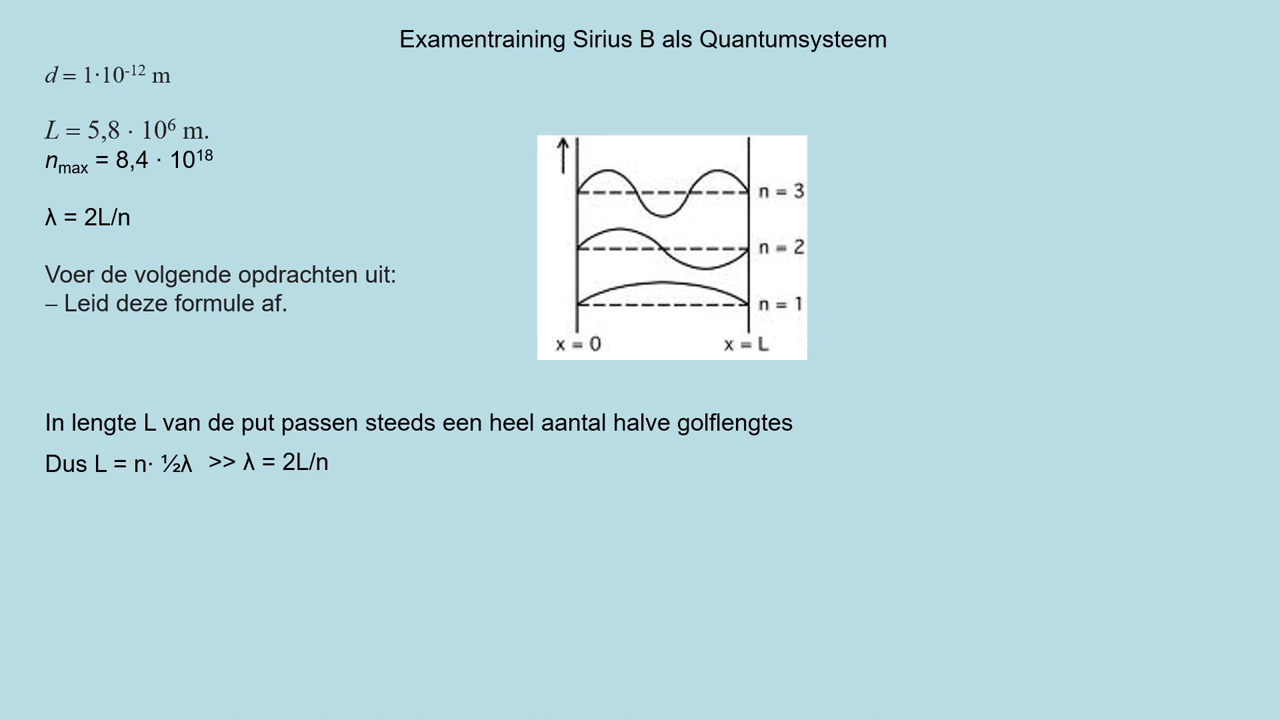 Examentraining Sirius B als Quantumsysteem
d = 1·10⁻¹² m
L = 5,8 · 10⁶ m.
nmax = 8,4 · 10¹⁸
λ = 2L/n
Voer de volgende opdrachten uit:
– Leid deze formule af.
n = 3
n = 2
n = 1
x = 0
x = L
In lengte L van de put passen steeds een heel aantal halve golflengtes
Dus L = n· ½λ >> λ = 2L/n